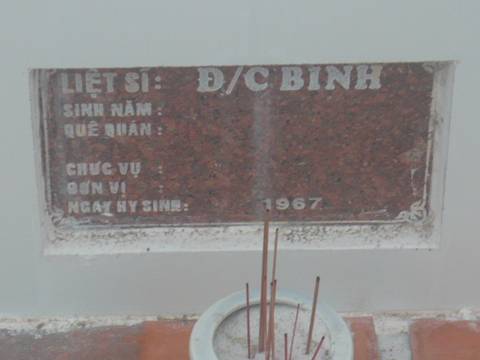 LIỆT SĨ: Đ/C BÌNH
SINH NĂM :
QUÊ QUÁN :
CHỨC VỤ :
ĐƠN VỊ :
NGÀY HY SINH: 1967